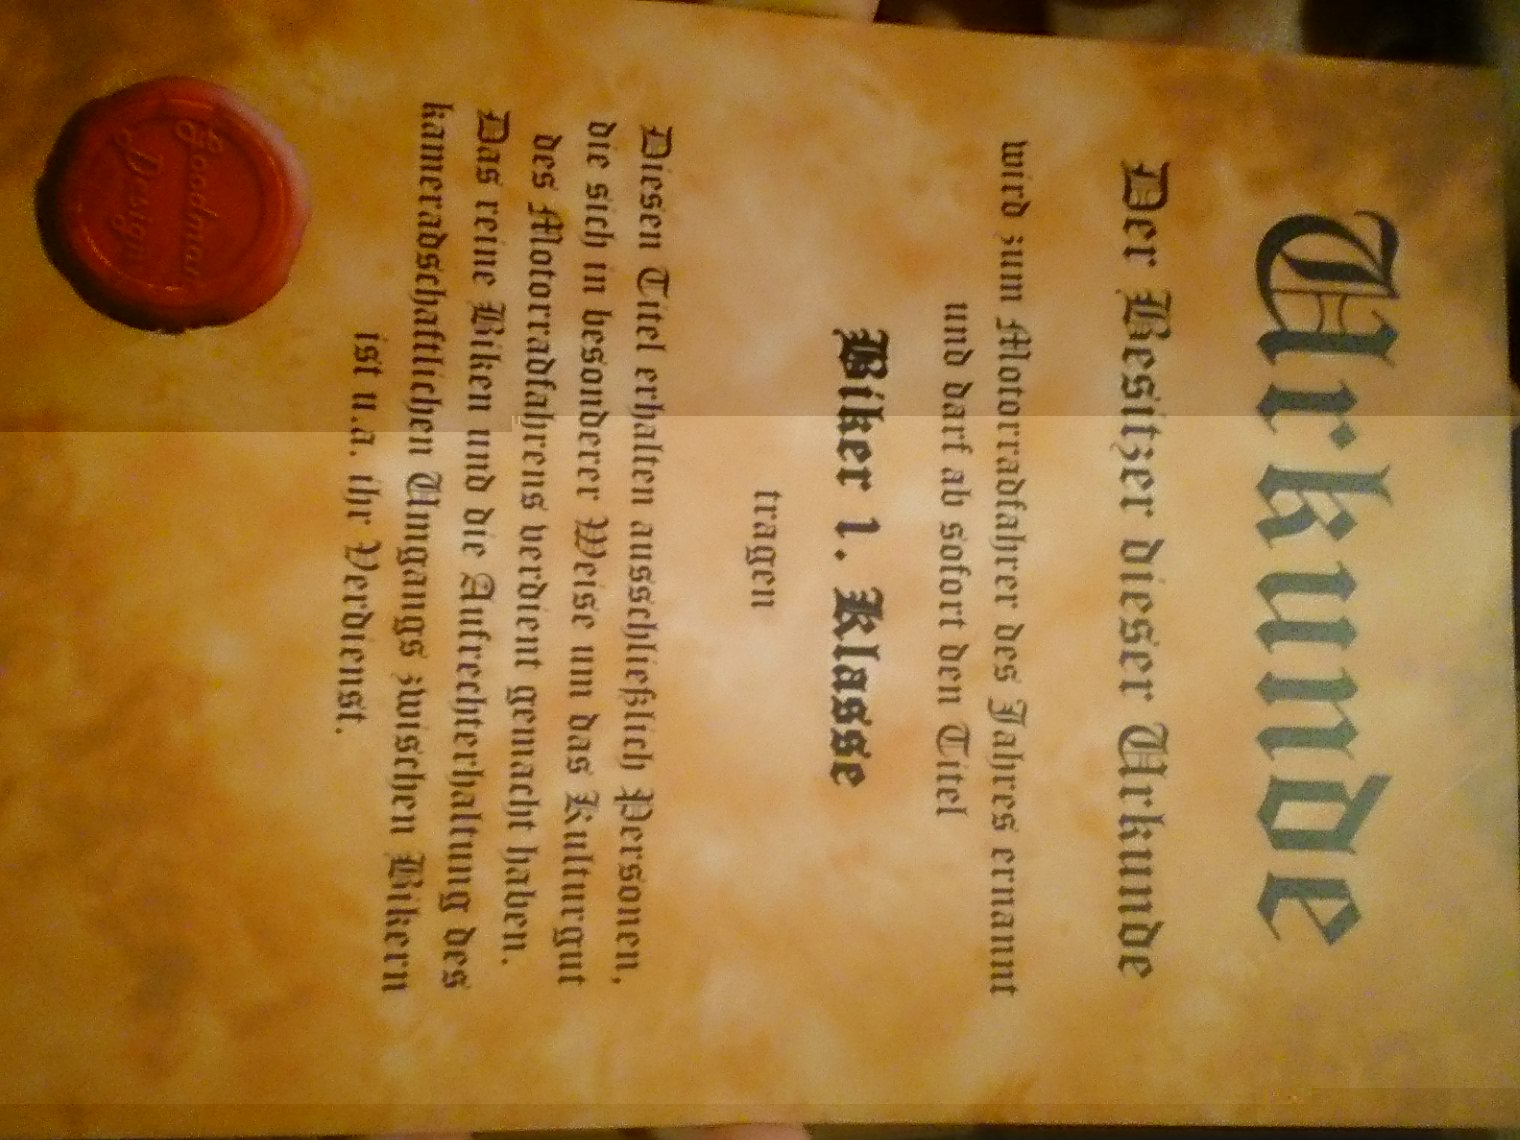 Urkunde
Der Besitzer dieser Urkunde
wird zum Motorradfahrer des Jahres ernannt
und darf ab sofort den Titel
Biker 1. Klasse
tragen
Diesen Titel erhalten ausschließlich Personen,
die sich in besonderer Weise um das Kulturgut
des Motorradfahrens verdient gemacht haben.
Das reine Biken und die Aufrechterhaltung des
kameradschaftlichen Umgangs zwischen Bikern
ist u.a. ihr Verdienst.
Goodman
Design